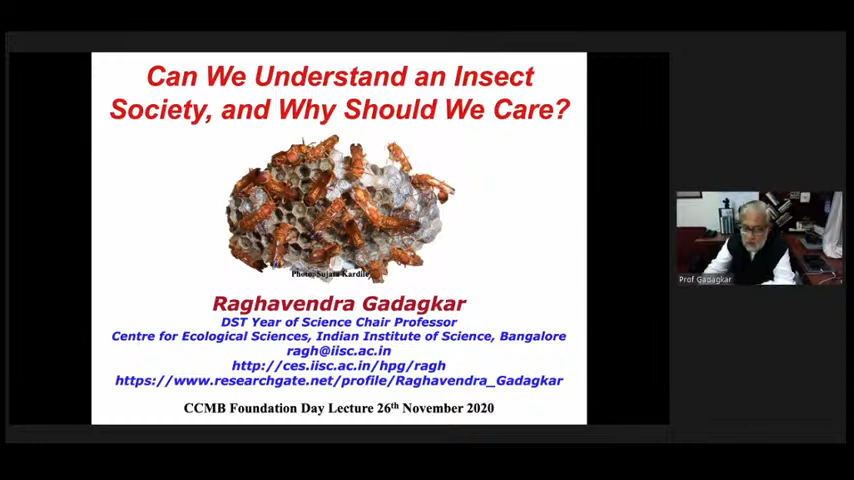 Can We Understand an Insect
Society, and Why Should We Care?
Photo: Sujata Kardile
Raghavendra Gadagkar
DST Year of Science Chair Professor
Centre for Ecological Sciences, Indian Institute of Science, Bangalore
ragh@iisc.ac.in
http://ces.iisc.ac.in/hpg/ragh
https://www.researchgate.net/profile/Raghavendra_Gadagkar
CCMB Foundation Day Lecture 26th November 2020
Prof Gadagkar